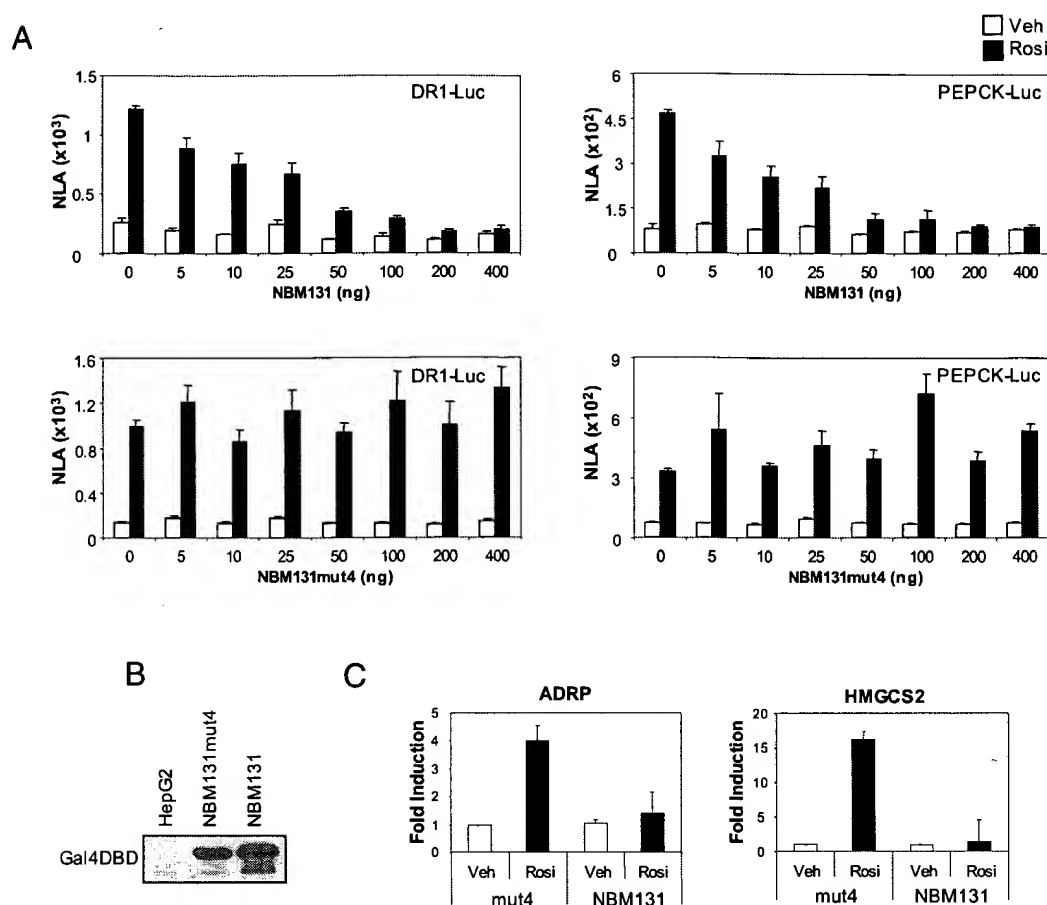 A
Veh
Rosi
DR1-Luc
NLA (x10³)
1.5
1
0.5
0
0 5 10 25 50 100 200 400
NBM131 (ng)
PEPCK-Luc
NLA (x10²)
6
4.5
3
1.5
0
0 5 10 25 50 100 200 400
NBM131 (ng)
DR1-Luc
NLA (x10³)
1.6
1.2
0.8
0.4
0
0 5 10 25 50 100 200 400
NBM131mut4 (ng)
PEPCK-Luc
NLA (x10²)
9
6
3
0
0 5 10 25 50 100 200 400
NBM131mut4 (ng)
B
HepG2
NBM131mut4
NBM131
Gal4DBD
C
ADRP
Fold Induction
5
4
3
2
1
0
Veh Rosi Veh Rosi
mut4 NBM131
HMGCS2
Fold Induction
20
15
10
5
0
Veh Rosi Veh Rosi
mut4 NBM131